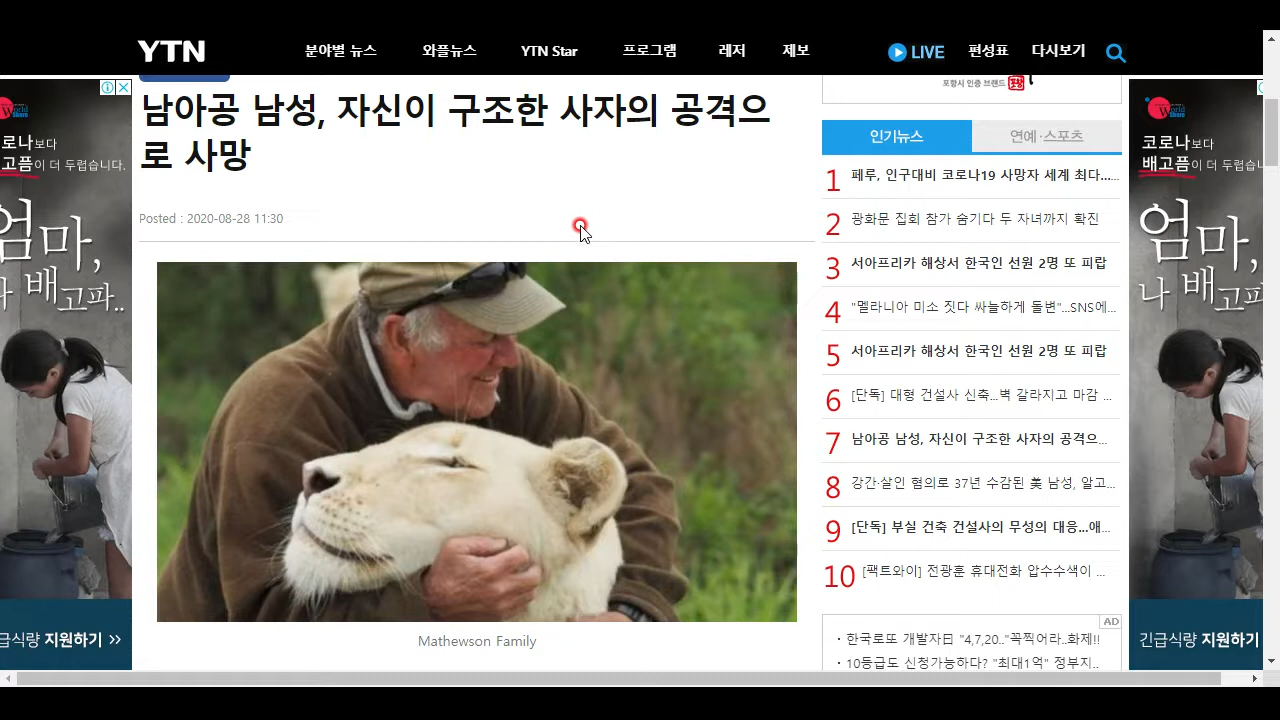 YTN
분야별 뉴스
와플뉴스
YTN Star
프로그램
레저
제보
LIVE
편성표
다시보기
남아공 남성, 자신이 구조한 사자의 공격으
로 사망
Posted : 2020-08-28 11:30
Mathewson Family
포항시 인증 브랜드
인기뉴스
연예·스포츠
1 페루, 인구대비 코로나19 사망자 세계 최다...…
2 광화문 집회 참가 숨기다 두 자녀까지 확진
3 서아프리카 해상서 한국인 선원 2명 또 피랍
4 "멜라니아 미소 짓다 싸늘하게 돌변"...SNS에…
5 서아프리카 해상서 한국인 선원 2명 또 피랍
6 [단독] 대형 건설사 신축...벽 갈라지고 마감 …
7 남아공 남성, 자신이 구조한 사자의 공격으…
8 강간·살인 혐의로 37년 수감된 美 남성, 알고…
9 [단독] 부실 건축 건설사의 무성의 대응...애…
10 [팩트와이] 전광훈 휴대전화 압수수색이 …
AD
· 한국로또 개발자曰 "4,7,20.."꼭찍어라..화제!!
· 10등급도 신청가능하다? "최대1억" 정부지..
World
Share
로나보다
고픔이 더 두렵습니다.
엄마,
나 배고파..
긴급식량 지원하기 >>
World
Share
코로나보다
배고픔이 더 두렵습니
엄마,
나 배고파
긴급식량 지원하기